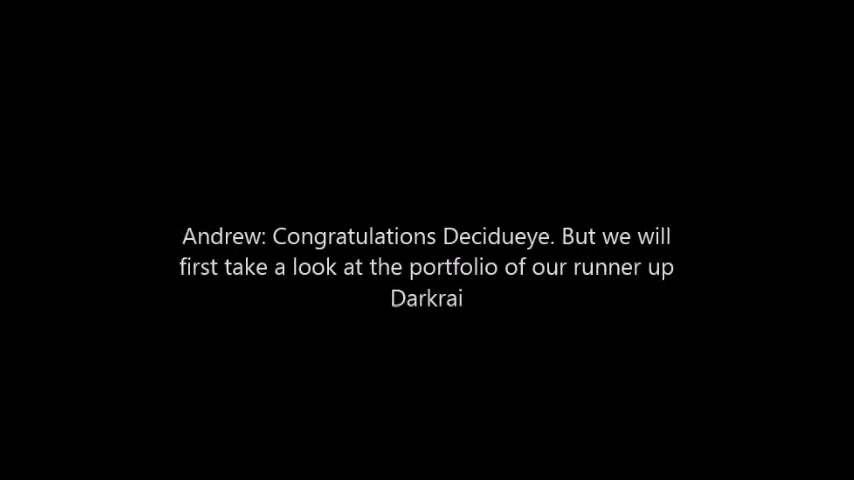 Andrew: Congratulations Decidueye. But we will
first take a look at the portfolio of our runner up
Darkrai